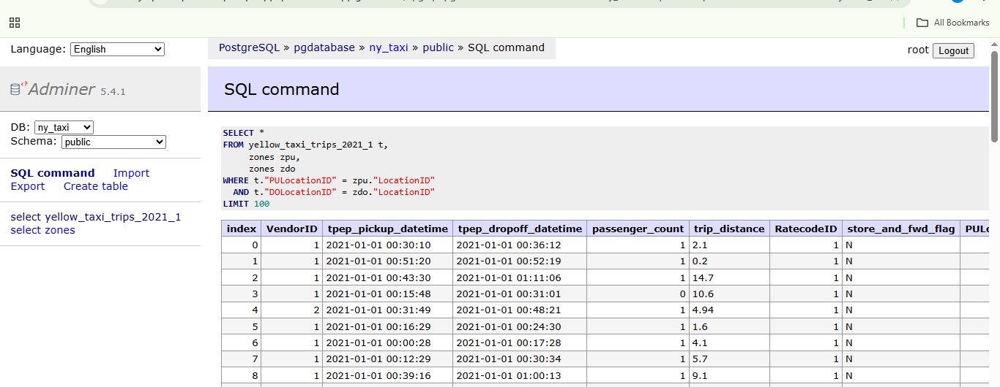 All Bookmarks
Language: English
PostgreSQL » pgdatabase » ny_taxi » public » SQL command
root Logout
Adminer 5.4.1
SQL command
DB: ny_taxi
Schema: public
SQL command Import
Export Create table
select yellow_taxi_trips_2021_1
select zones
SELECT *
FROM yellow_taxi_trips_2021_1 t,
zones zpu,
zones zdo
WHERE t."PULocationID" = zpu."LocationID"
AND t."DOLocationID" = zdo."LocationID"
LIMIT 100
index VendorID tpep_pickup_datetime tpep_dropoff_datetime passenger_count trip_distance RatecodeID store_and_fwd_flag
0 1 2021-01-01 00:30:10 2021-01-01 00:36:12 1 2.1 1 N
1 1 2021-01-01 00:51:20 2021-01-01 00:52:19 1 0.2 1 N
2 1 2021-01-01 00:43:30 2021-01-01 01:11:06 1 14.7 1 N
3 1 2021-01-01 00:15:48 2021-01-01 00:31:01 0 10.6 1 N
4 2 2021-01-01 00:31:49 2021-01-01 00:48:21 1 4.94 1 N
5 1 2021-01-01 00:16:29 2021-01-01 00:24:30 1 1.6 1 N
6 1 2021-01-01 00:00:28 2021-01-01 00:17:28 1 4.1 1 N
7 1 2021-01-01 00:12:29 2021-01-01 00:30:34 1 5.7 1 N
8 1 2021-01-01 00:39:16 2021-01-01 01:00:13 1 9.1 1 N